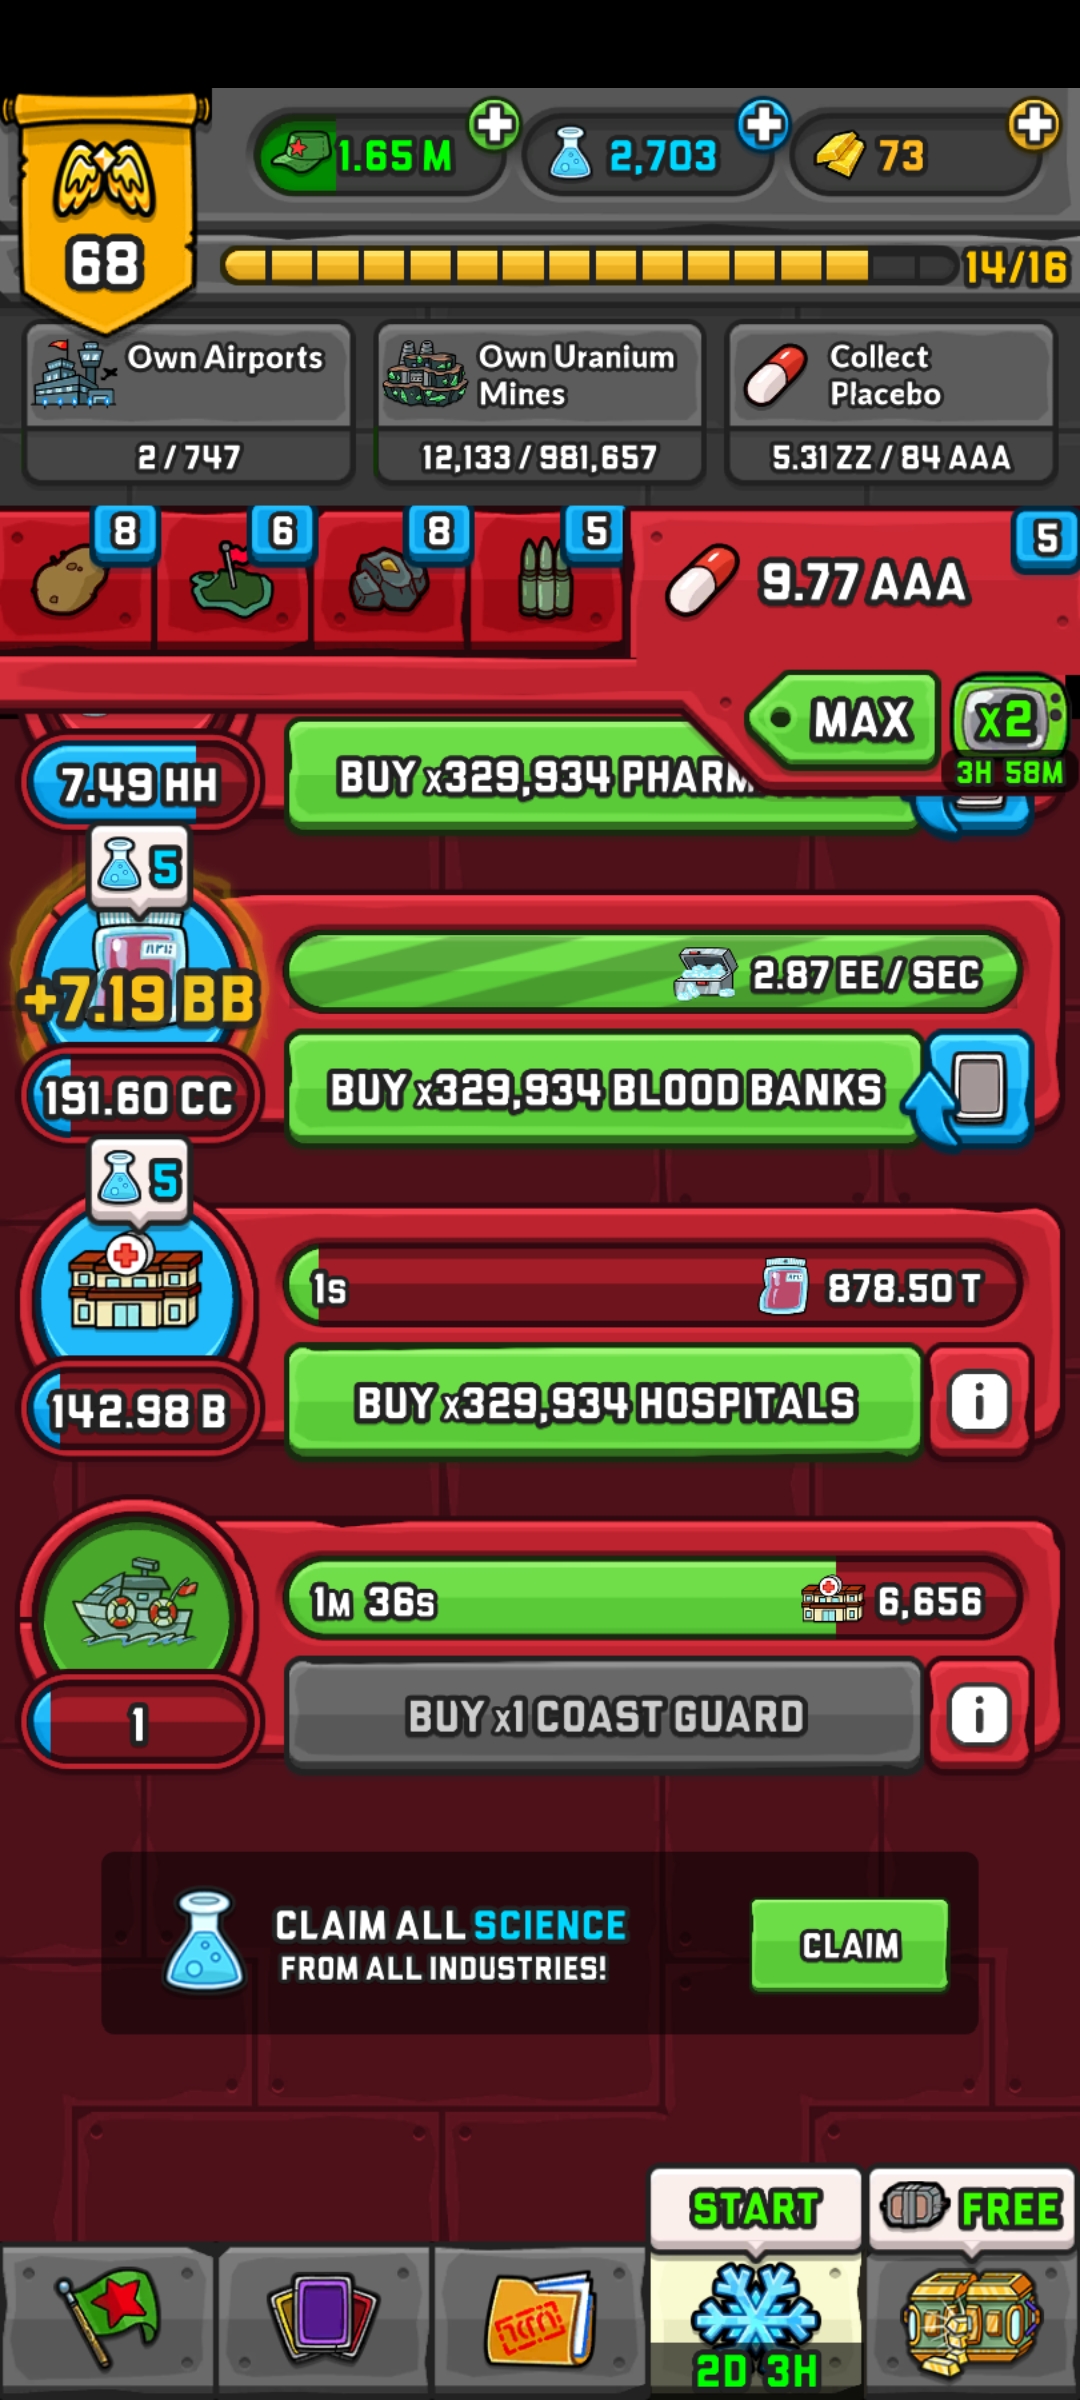 1.65 M
2,703
73
68
14/16
Own Airports
2 / 747
Own Uranium
Mines
12,133 / 981,657
Collect
Placebo
5.31 ZZ / 84 AAA
8
6
8
5
9.77 AAA
5
MAX
x2
3H 58M
7.49 HH
BUY x329,934
5
+7.19 BB
2.87 EE / SEC
191.60 CC
BUY x329,934 BLOOD BANKS
5
1s
878.50 T
142.98 B
BUY x329,934 HOSPITALS
i
1M 36s
6,656
1
BUY x1 COAST GUARD
i
CLAIM ALL SCIENCE
FROM ALL INDUSTRIES!
CLAIM
START
FREE
2D 3H